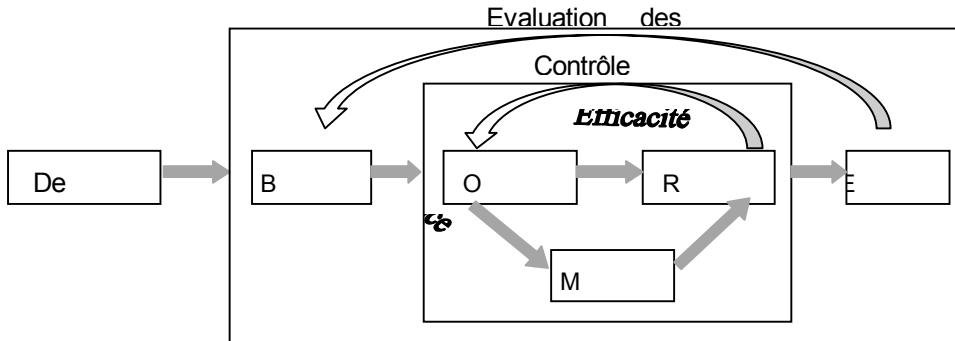 Evaluation des
Contrôle
Efficacité
De
B
O
R
E
M